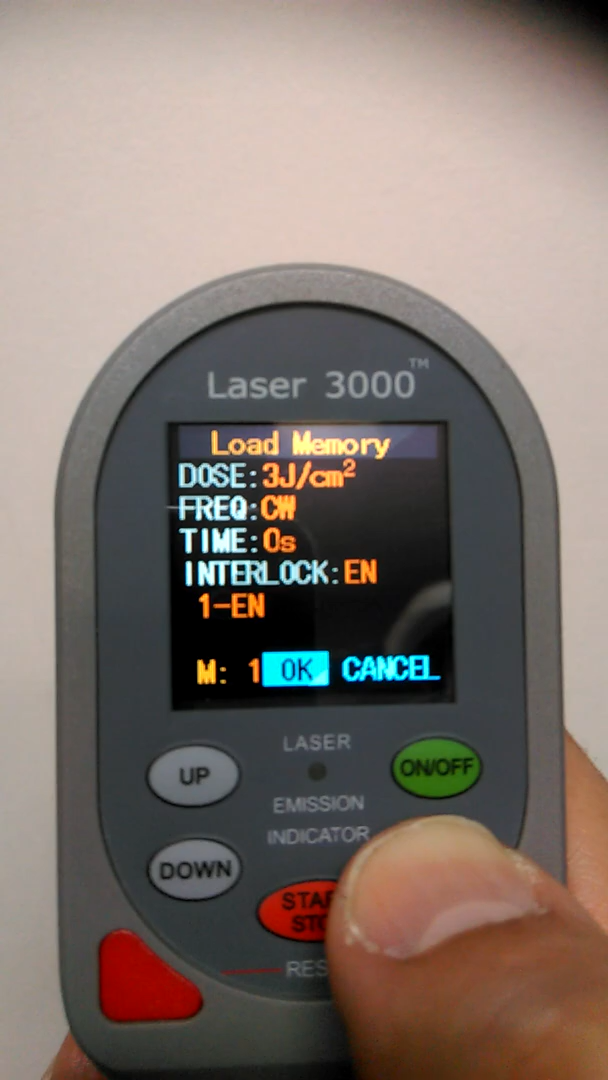 Laser 3000™
Load Memory
DOSE:3J/cm²
FREQ:CW
TIME:0s
INTERLOCK:EN
1-EN
M: 1 OK CANCEL
LASER
UP
ON/OFF
EMISSION
INDICATOR
DOWN